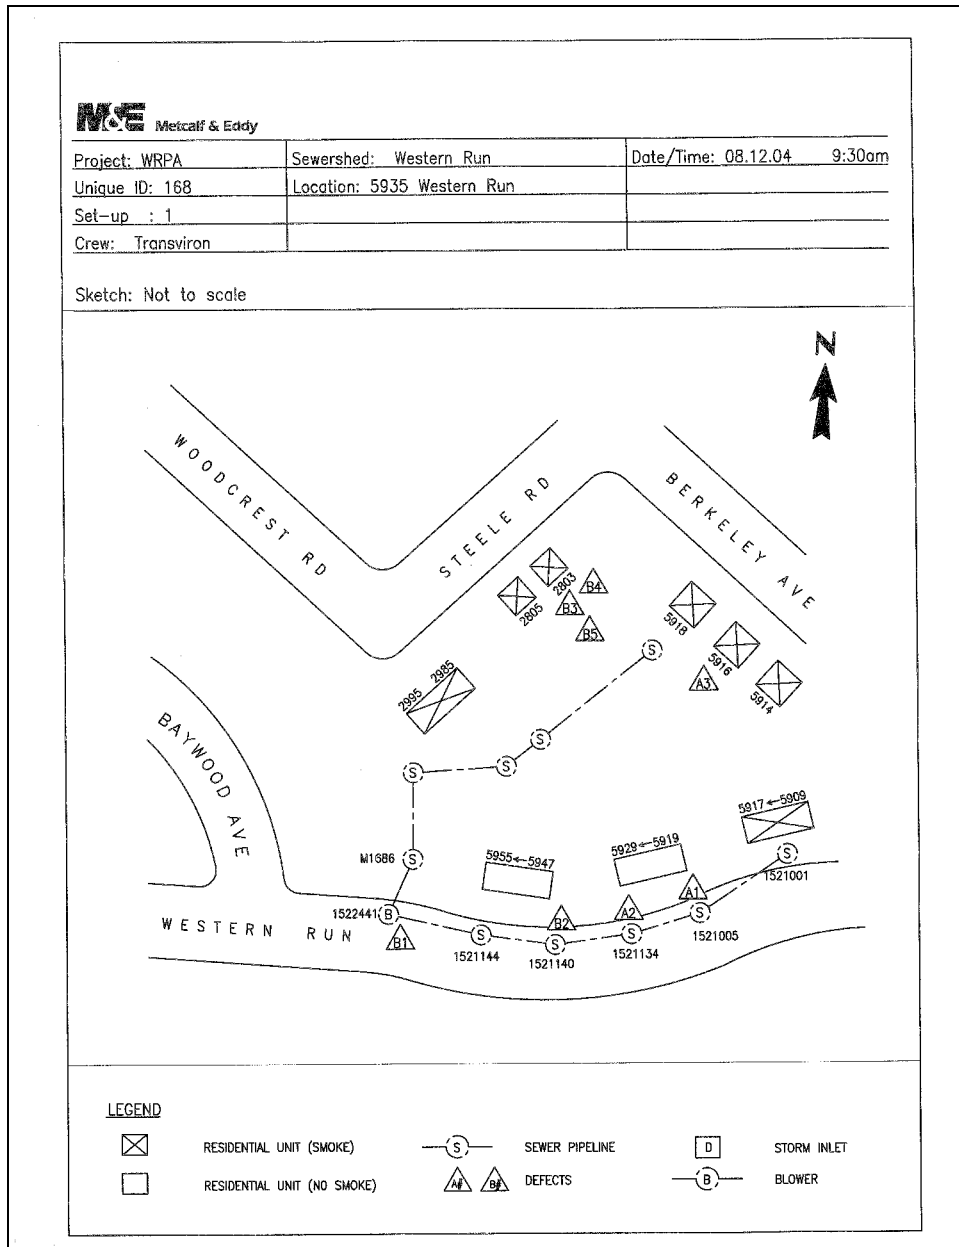 M&E Metcalf & Eddy
Project: WRPA Sewershed: Western Run Date/Time: 08.12.04 9:30am
Unique ID: 168 Location: 5935 Western Run
Set-up : 1
Crew: Transviron
Sketch: Not to scale
N
WOODCREST RD
STEELE RD
BERKELEY AVE
2803
B4
2805
B3
B5
5918
S
5916
A3
5914
2995 2985
BAYWOOD AVE
S
S
S
5917←5909
M1686 S
5955←5947
5929←5919
S
1521001
A1
1522441 B
B2
A2
S
1521005
WESTERN RUN
B1
S
S
S
1521144
1521140
1521134
LEGEND
RESIDENTIAL UNIT (SMOKE)
S SEWER PIPELINE
D STORM INLET
RESIDENTIAL UNIT (NO SMOKE)
A# B# DEFECTS
B BLOWER